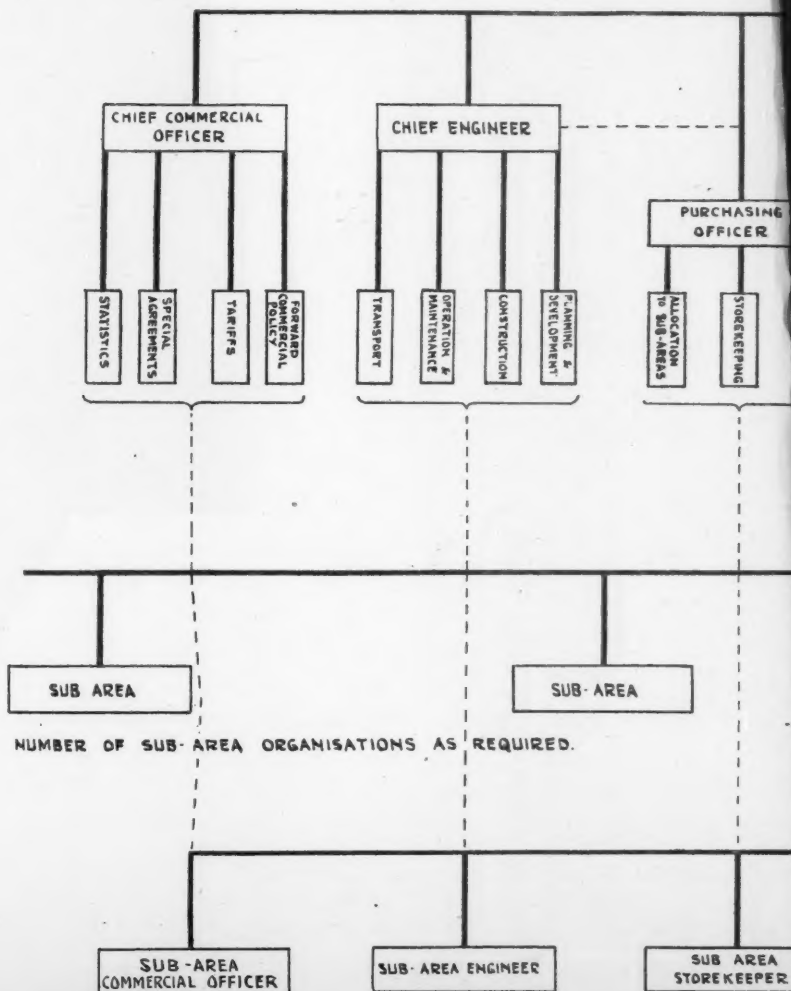 CHIEF COMMERCIAL
OFFICER
CHIEF ENGINEER
PURCHASING
OFFICER
STATISTICS
SPECIAL
AGREEMENTS
TARIFFS
FORWARD
COMMERCIAL
POLICY
TRANSPORT
OPERATION &
MAINTENANCE
CONSTRUCTION
PLANNING &
DEVELOPMENT
ALLOCATION
TO SUB-AREAS
STOREKEEPING
SUB AREA
SUB-AREA
NUMBER OF SUB-AREA ORGANISATIONS AS REQUIRED.
SUB-AREA
COMMERCIAL OFFICER
SUB-AREA ENGINEER
SUB AREA
STOREKEEPER